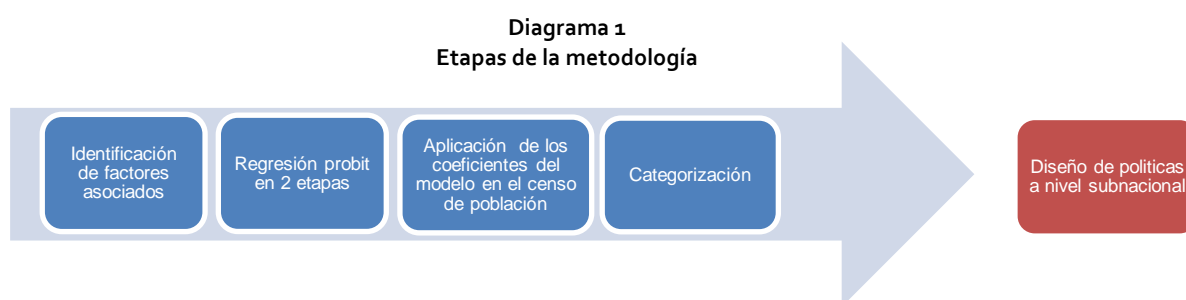 Diagrama 1
Etapas de la metodología
Identificación
de factores
asociados
Regresión probit
en 2 etapas
Aplicación de los
coeficientes del
modelo en el censo
de población
Categorización
Diseño de politicas
a nivel subnacional